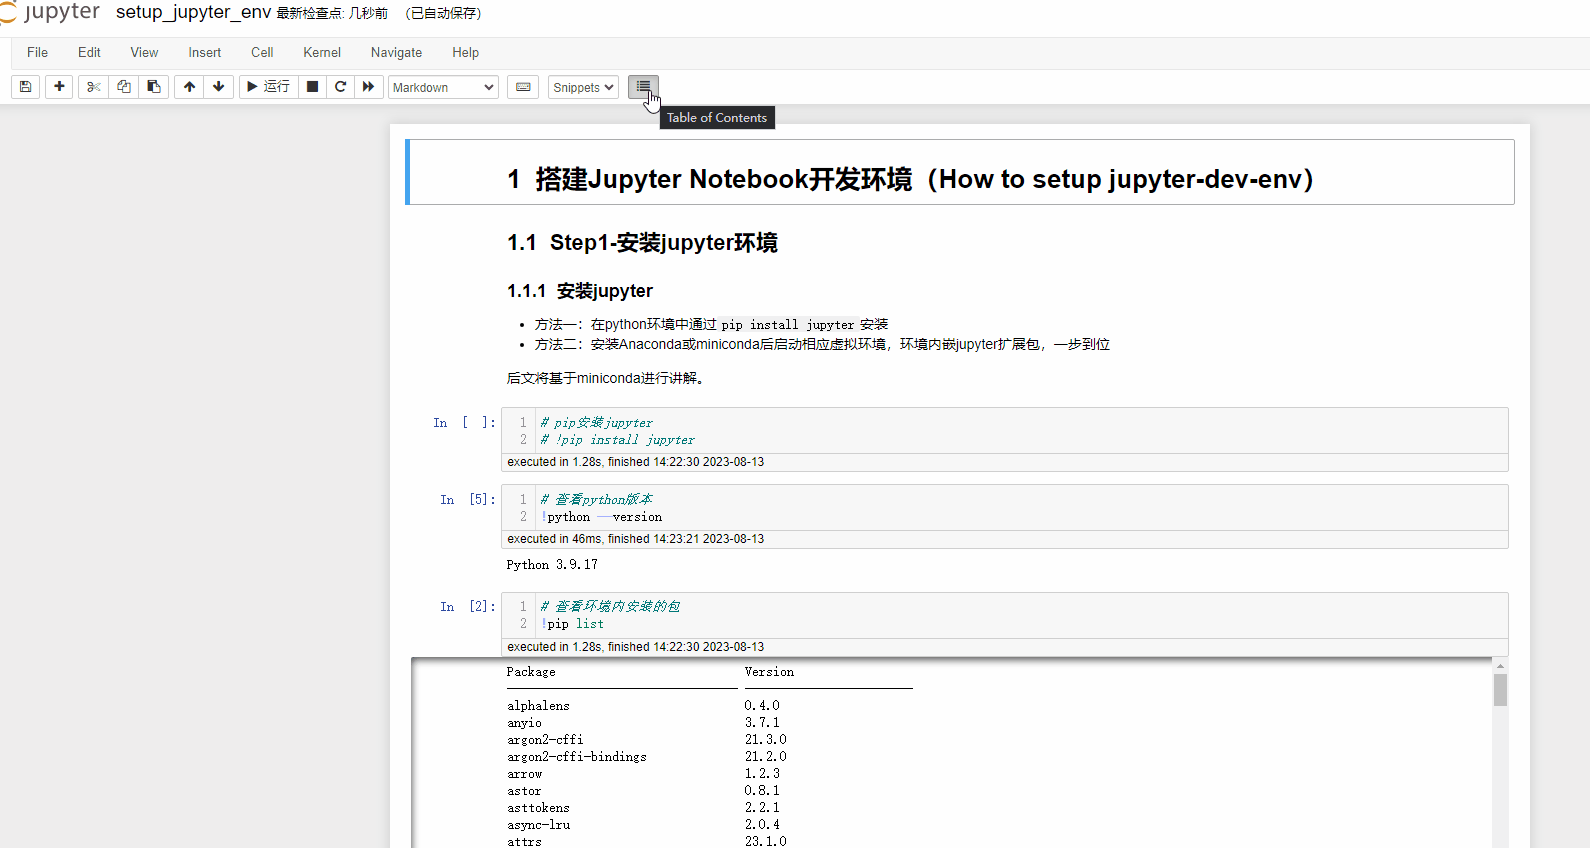 jupyter setup_jupyter_env 最新检查点: 几秒前 (已自动保存)
File Edit View Insert Cell Kernel Navigate Help
运行 Markdown Snippets
Table of Contents
1 搭建Jupyter Notebook开发环境（How to setup jupyter-dev-env）
1.1 Step1-安装jupyter环境
1.1.1 安装jupyter
• 方法一：在python环境中通过 pip install jupyter 安装
• 方法二：安装Anaconda或miniconda后启动相应虚拟环境，环境内嵌jupyter扩展包，一步到位
后文将基于miniconda进行讲解。
In [ ]: 1 # pip安装jupyter
2 # !pip install jupyter
executed in 1.28s, finished 14:22:30 2023-08-13
In [5]: 1 # 查看python版本
2 !python --version
executed in 46ms, finished 14:23:21 2023-08-13
Python 3.9.17
In [2]: 1 # 查看环境内安装的包
2 !pip list
executed in 1.28s, finished 14:22:30 2023-08-13
Package Version
alphalens 0.4.0
anyio 3.7.1
argon2-cffi 21.3.0
argon2-cffi-bindings 21.2.0
arrow 1.2.3
astor 0.8.1
asttokens 2.2.1
async-lru 2.0.4
attrs 23.1.0